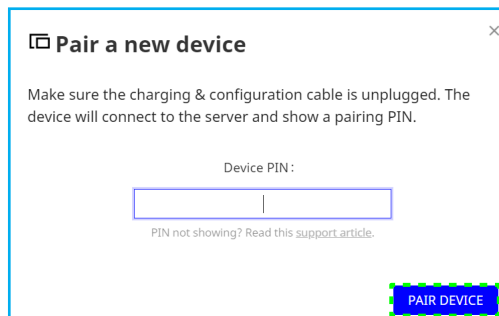 Pair a new device
Make sure the charging & configuration cable is unplugged. The
device will connect to the server and show a pairing PIN.
Device PIN:
PIN not showing? Read this support article.
PAIR DEVICE